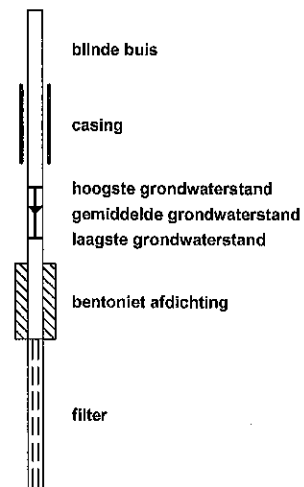 blinde buis
casing
hoogste grondwaterstand
gemiddelde grondwaterstand
laagste grondwaterstand
bentoniet afdichting
filter